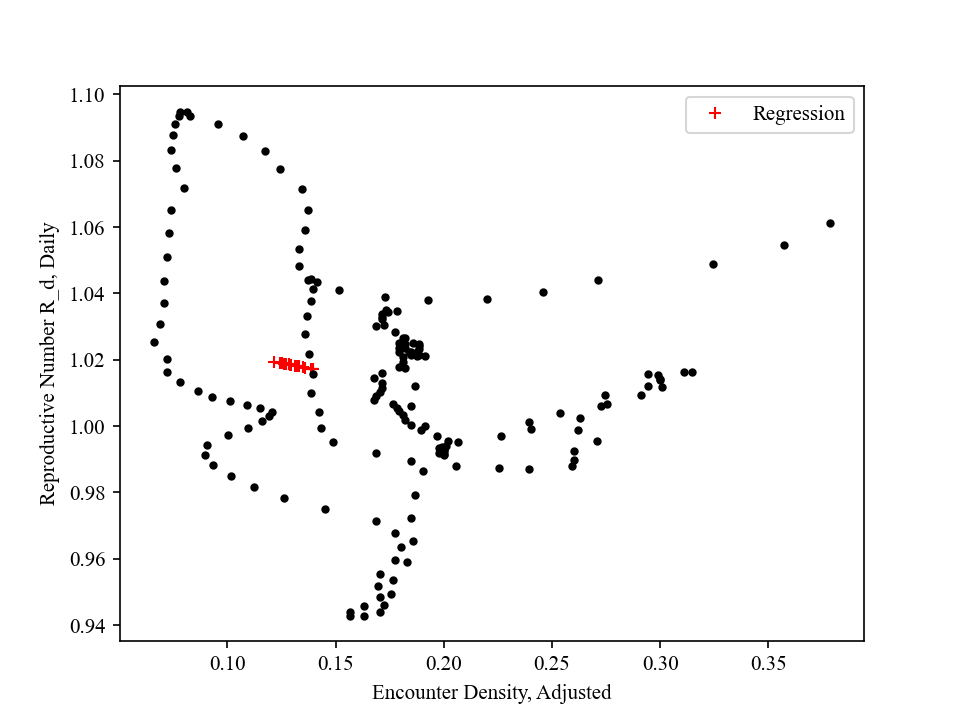 Regression
1.10
1.08
1.06
1.04
1.02
1.00
0.98
0.96
0.94
Reproductive Number R_d, Daily
0.10 0.15 0.20 0.25 0.30 0.35
Encounter Density, Adjusted